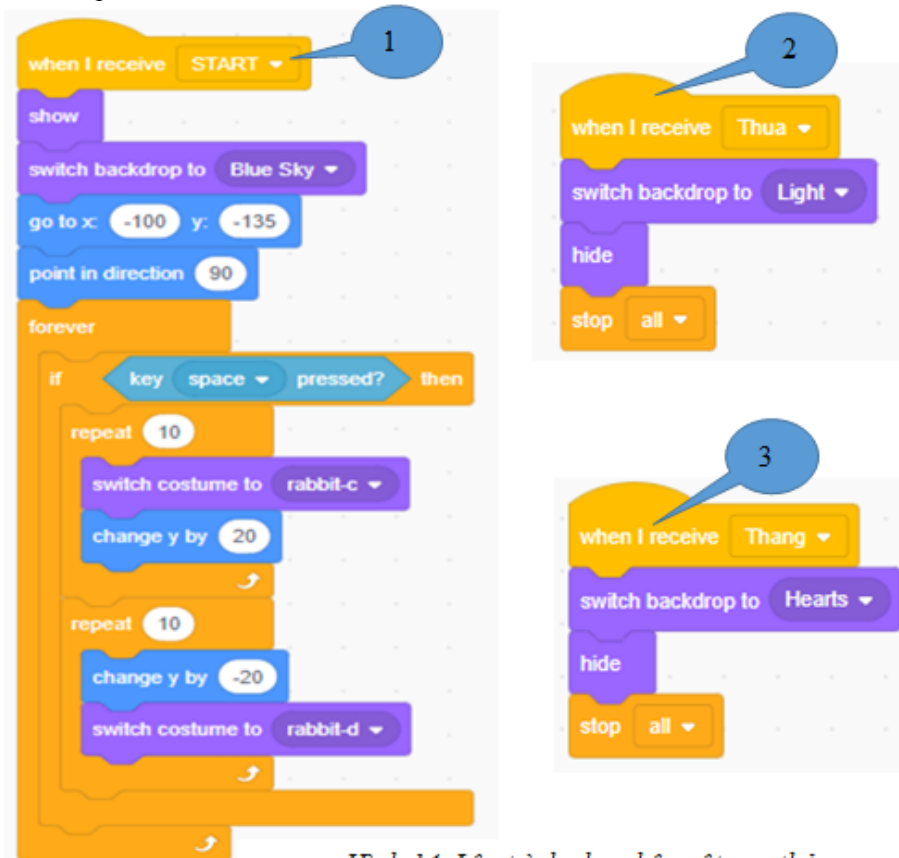 1
when I receive START
show
switch backdrop to Blue Sky
go to x: -100 y: -135
point in direction 90
forever
if key space pressed? then
repeat 10
switch costume to rabbit-c
change y by 20
repeat 10
change y by -20
switch costume to rabbit-d
2
when I receive Thua
switch backdrop to Light
hide
stop all
3
when I receive Thang
switch backdrop to Hearts
hide
stop all